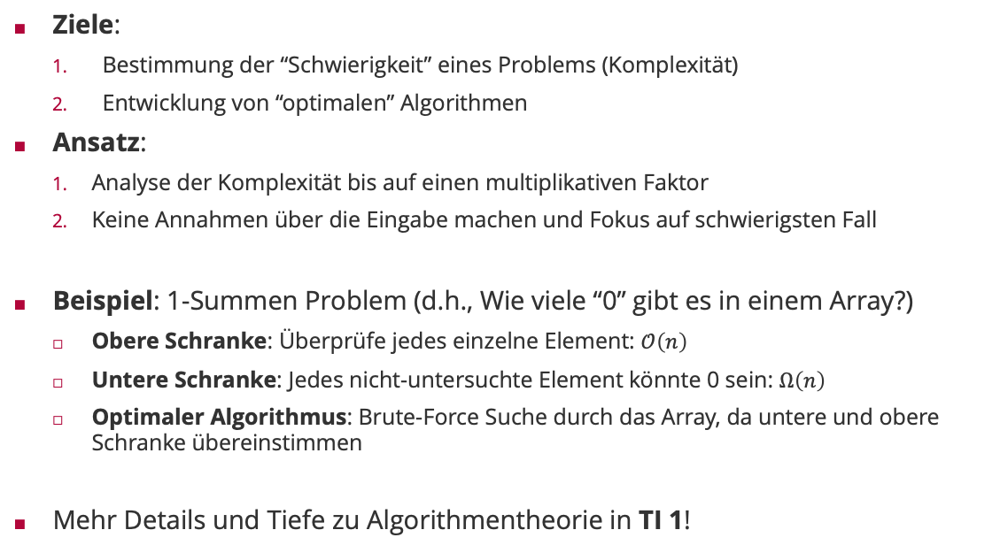 Ziele:
1. Bestimmung der “Schwierigkeit” eines Problems (Komplexität)
2. Entwicklung von “optimalen” Algorithmen
Ansatz:
1. Analyse der Komplexität bis auf einen multiplikativen Faktor
2. Keine Annahmen über die Eingabe machen und Fokus auf schwierigsten Fall
Beispiel: 1-Summen Problem (d.h., Wie viele “0” gibt es in einem Array?)
Obere Schranke: Überprüfe jedes einzelne Element: 𝒪(𝑛)
Untere Schranke: Jedes nicht-untersuchte Element könnte 0 sein: Ω(𝑛)
Optimaler Algorithmus: Brute-Force Suche durch das Array, da untere und obere
Schranke übereinstimmen
Mehr Details und Tiefe zu Algorithmentheorie in TI 1!